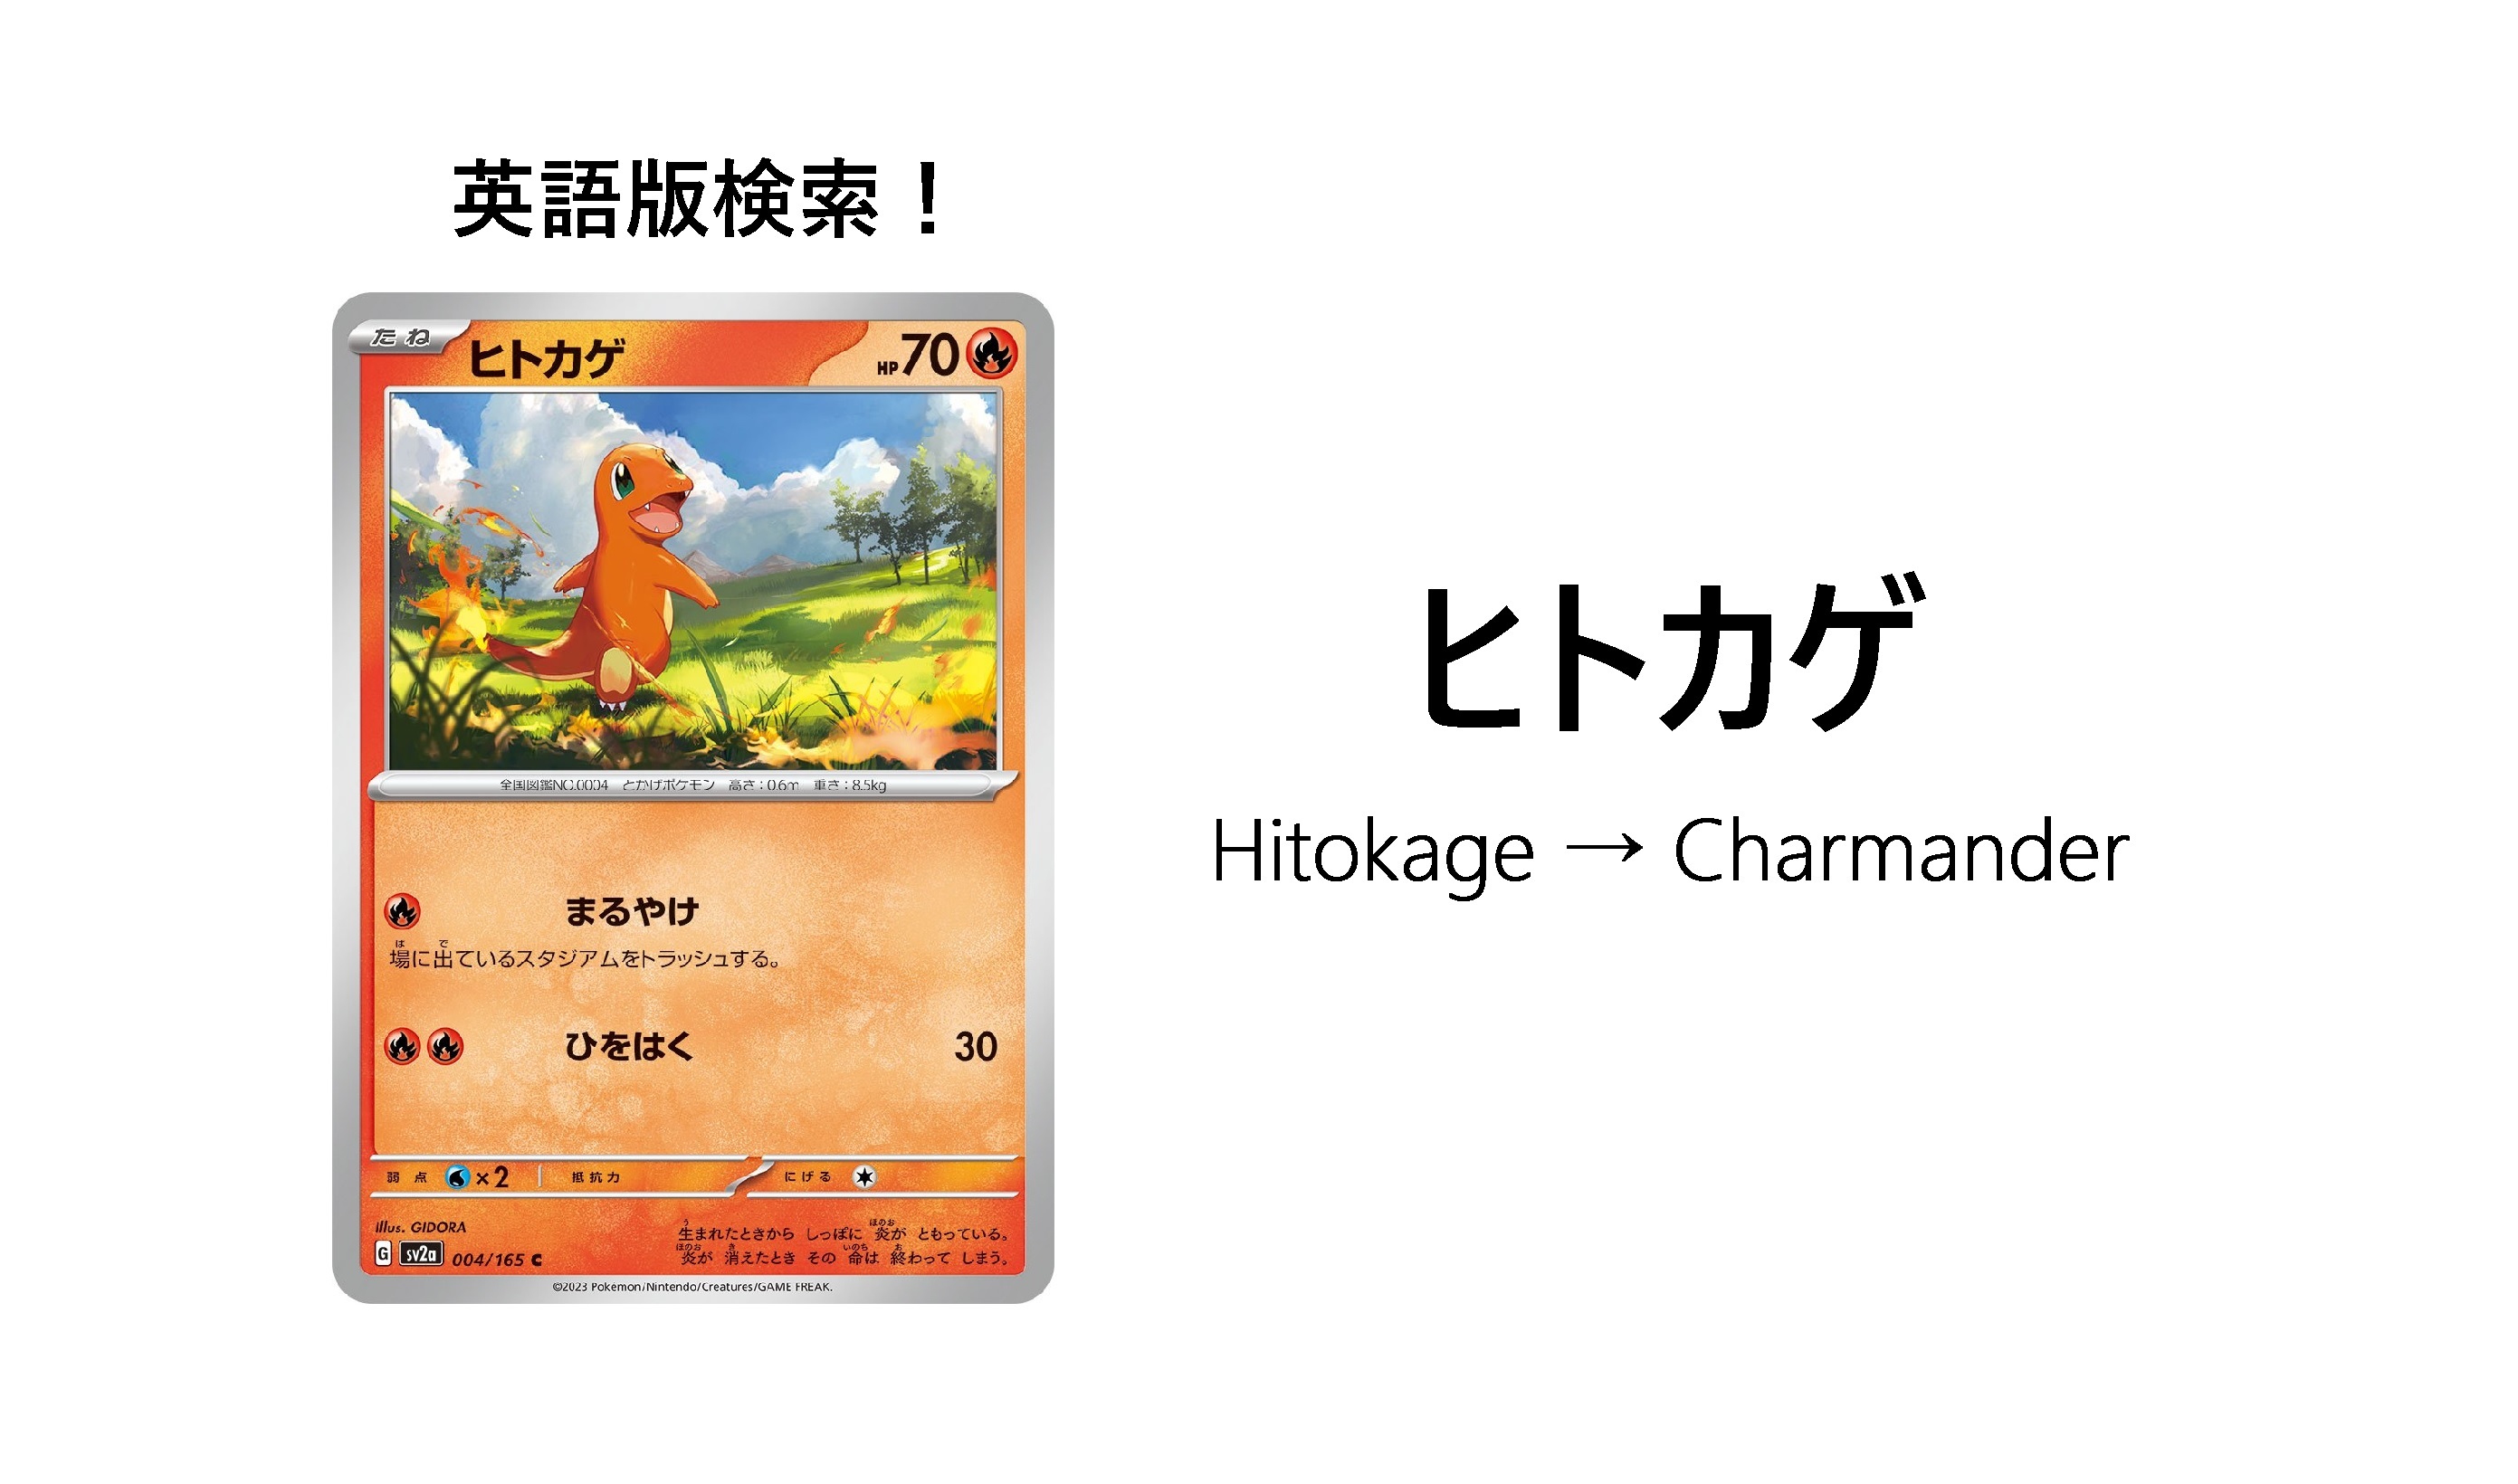 英語版検索！
たね
ヒトカゲ
HP70
全国図鑑NO.0004 とかげポケモン 高さ：0.6m 重さ：8.5kg
まるやけ
場に出ているスタジアムをトラッシュする。
ひをはく 30
弱点 ×2 抵抗力 にげる
Illus. GIDORA
生まれたときから しっぽに 炎が ともっている。
炎が 消えたとき その 命は 終わって しまう。
G sv2a 004/165 C
©2023 Pokémon/Nintendo/Creatures/GAME FREAK.
ヒトカゲ
Hitokage → Charmander